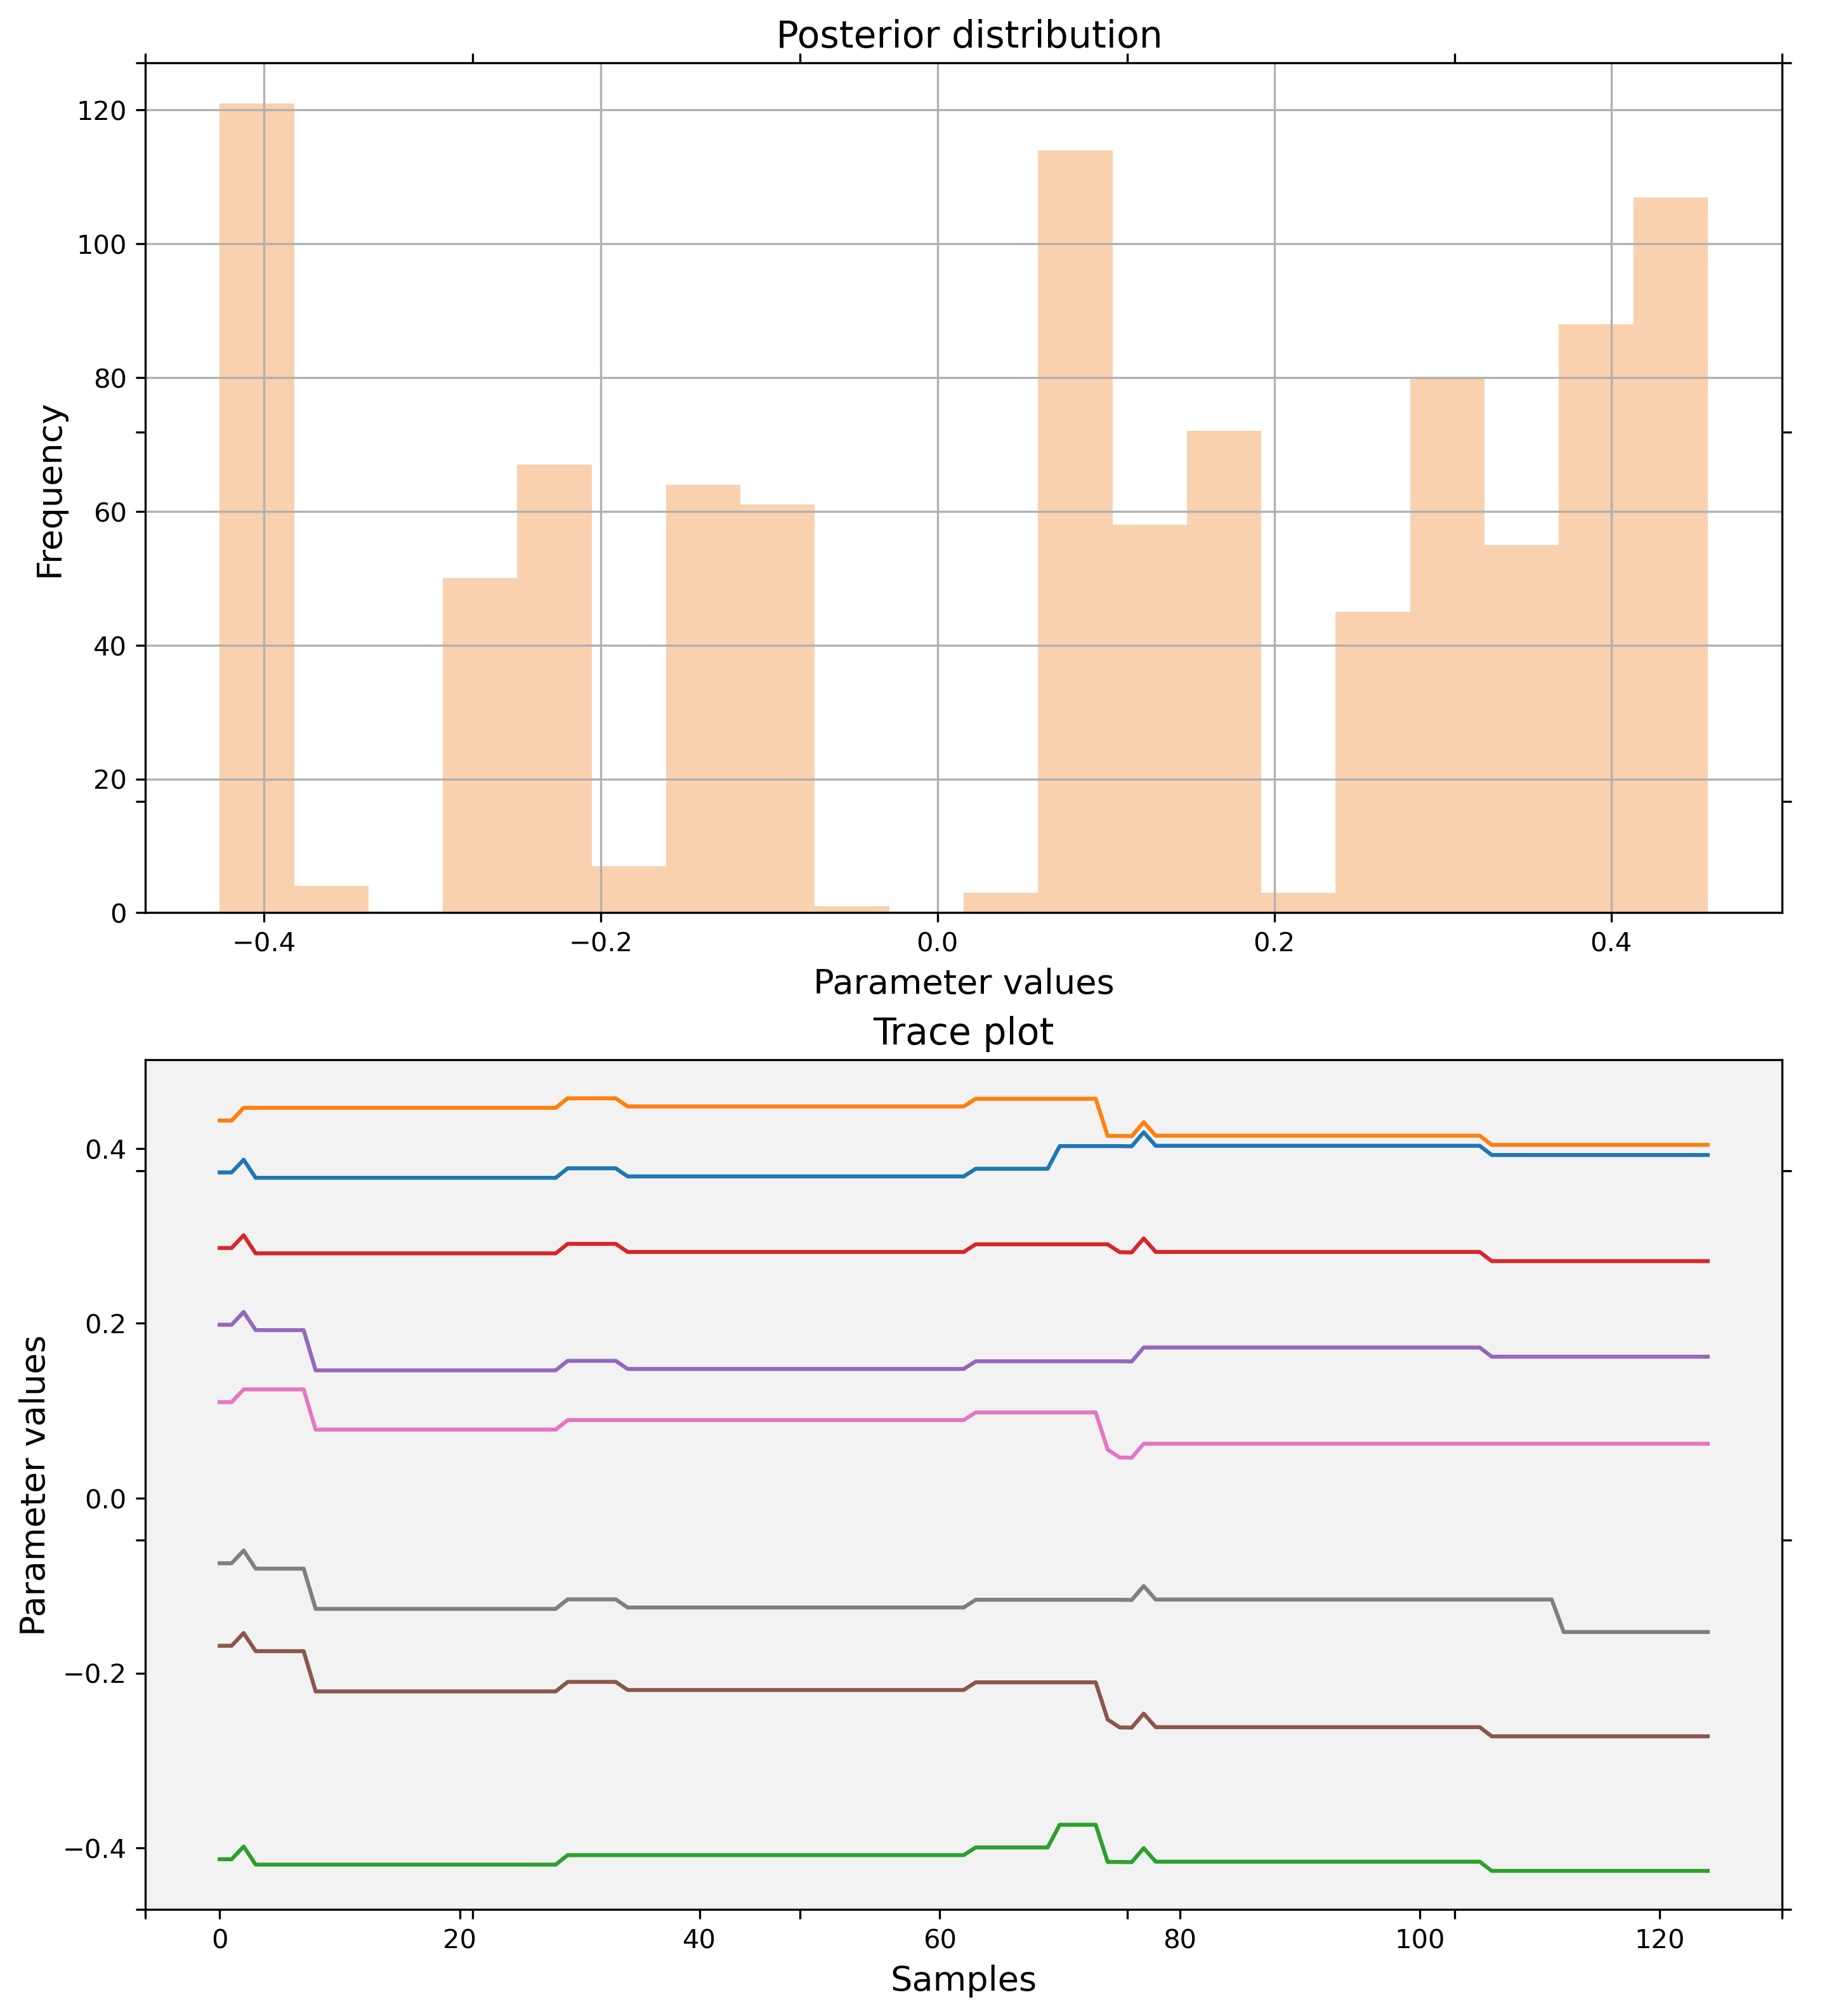 Posterior distribution
120
100
80
60
40
20
0
Frequency
−0.4 −0.2 0.0 0.2 0.4
Parameter values
Trace plot
0.4
0.2
0.0
−0.2
−0.4
Parameter values
0 20 40 60 80 100 120
Samples